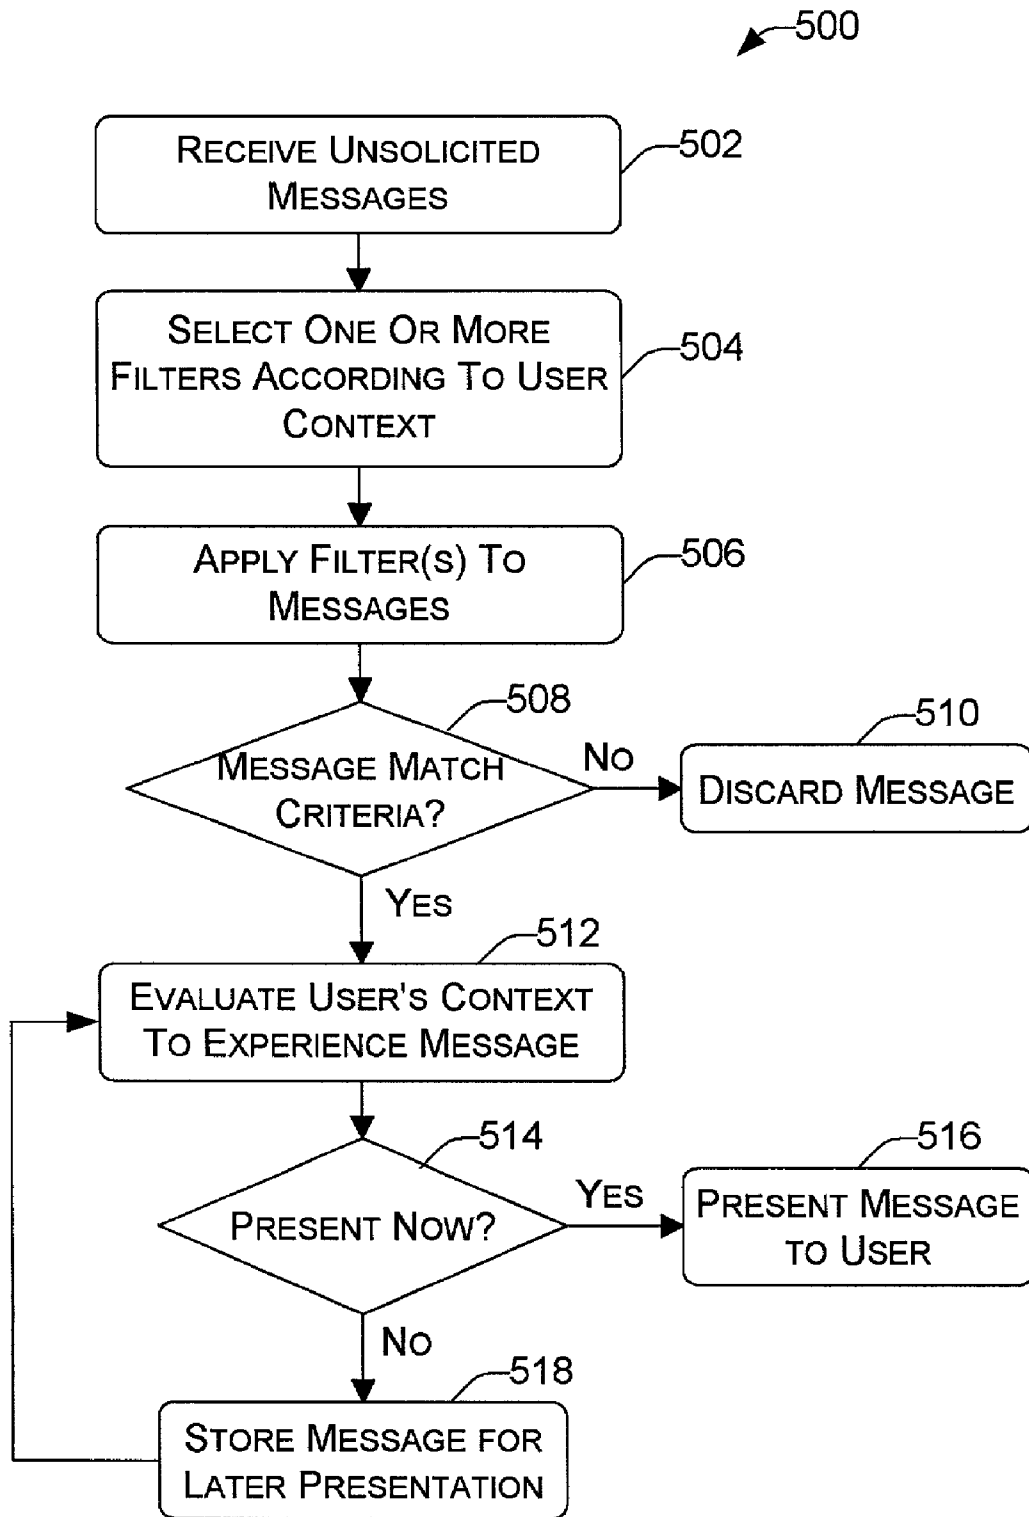 500
RECEIVE UNSOLICITED
MESSAGES
502
SELECT ONE OR MORE
FILTERS ACCORDING TO USER
CONTEXT
504
APPLY FILTER(S) TO
MESSAGES
506
508
MESSAGE MATCH
CRITERIA?
NO
510
DISCARD MESSAGE
YES
512
EVALUATE USER'S CONTEXT
TO EXPERIENCE MESSAGE
514
PRESENT NOW?
YES
516
PRESENT MESSAGE
TO USER
NO
518
STORE MESSAGE FOR
LATER PRESENTATION